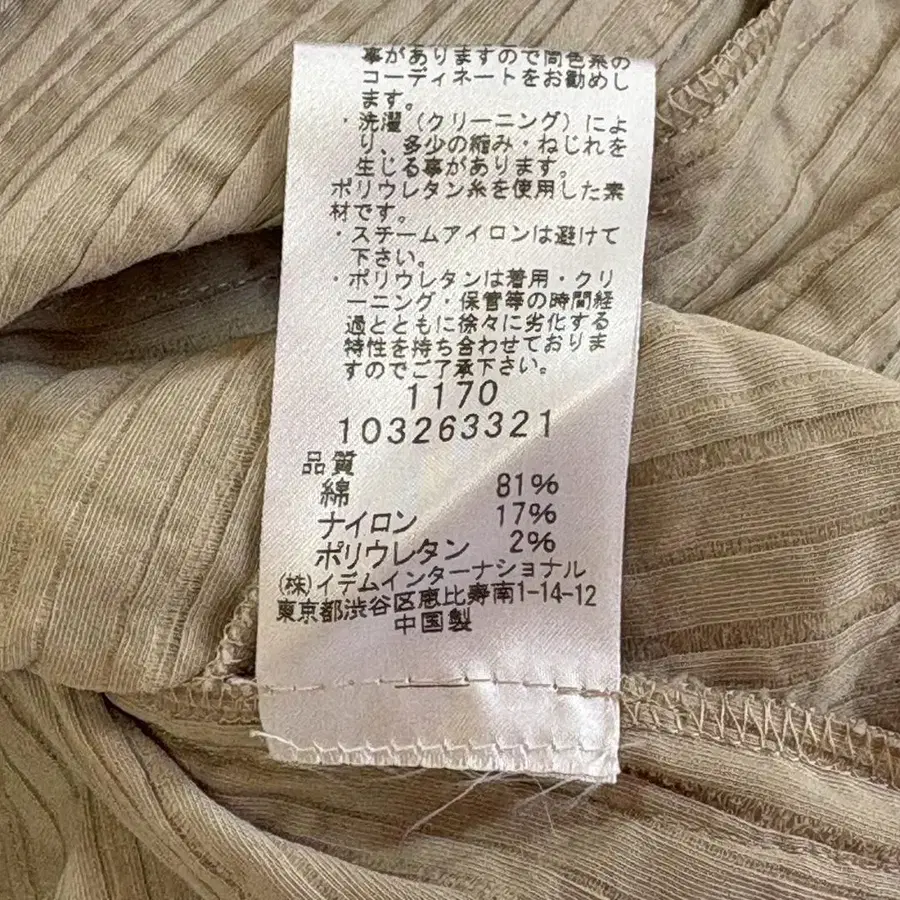 事がありますので同色系の
コーディネートをお勧めし
ます。
・洗濯(クリーニング)によ
り、多少の縮み・ねじれを
生じる事があります。
ポリウレタン糸を使用した素
材です。
・スチームアイロンは避けて
下さい。
・ポリウレタンは着用・クリ
ーニング・保管等の時間経
過とともに徐々に劣化する
特性を持ち合わせておりま
すのでご了承下さい。
1170
103263321
品質
綿 81%
ナイロン 17%
ポリウレタン 2%
(株)イデムインターナショナル
東京都渋谷区恵比寿南1-14-12
中国製